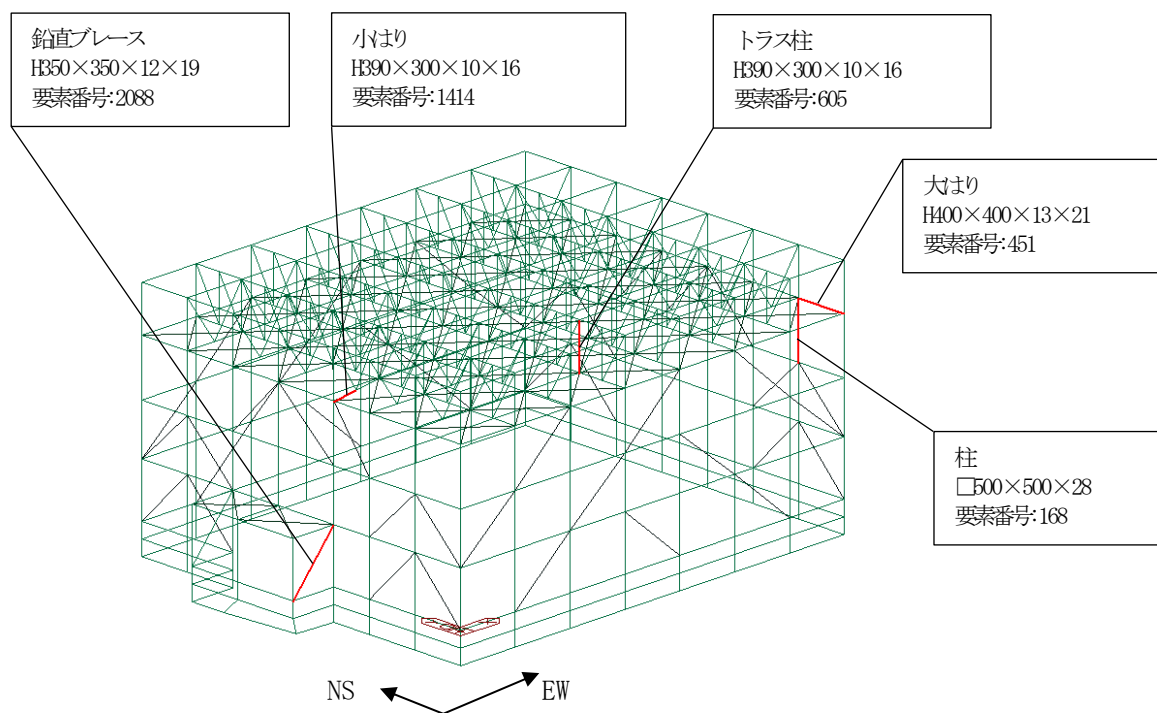 鉛直ブレース
H350×350×12×19
要素番号:2088
小はり
H390×300×10×16
要素番号:1414
トラス柱
H390×300×10×16
要素番号:605
大はり
H400×400×13×21
要素番号:451
柱
□500×500×28
要素番号:168
NS
EW